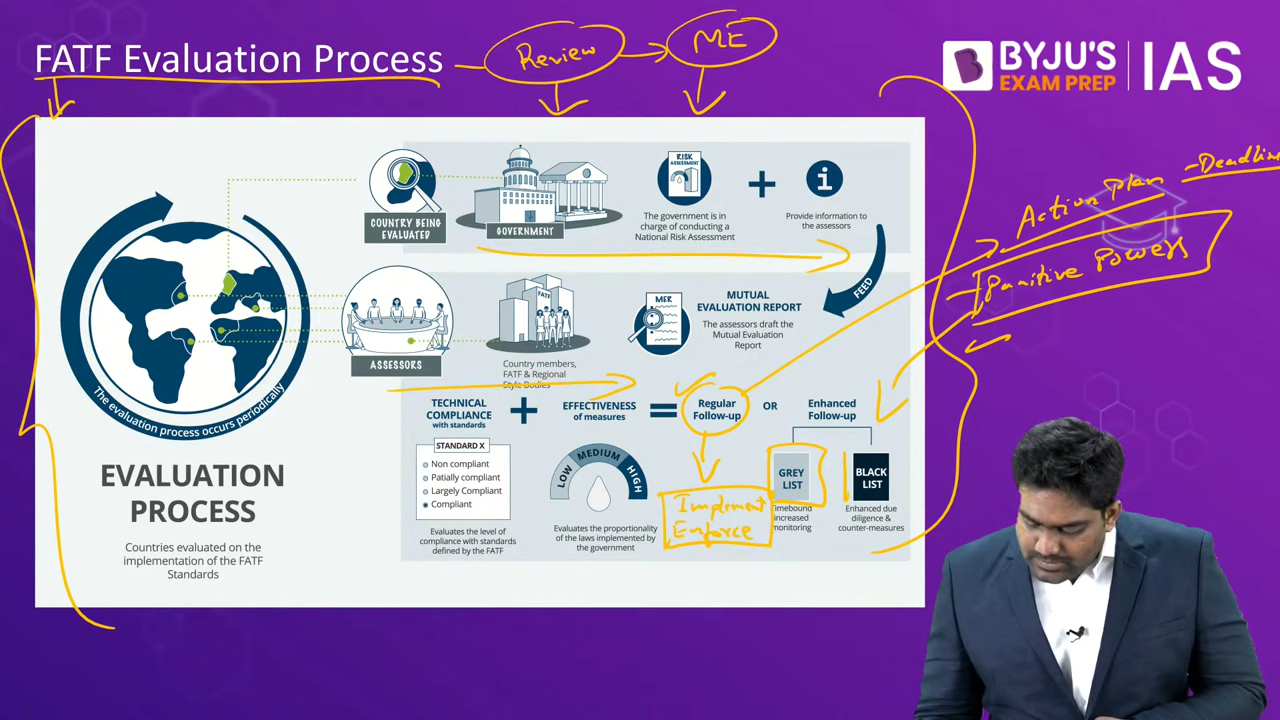 FATF Evaluation Process
Review
ME
BYJU'S
EXAM PREP
IAS
COUNTRY BEING
EVALUATED
GOVERNMENT
RISK
ASSESSMENT
The government is in
charge of conducting a
National Risk Assessment
+
i
Provide information to
the assessors
FEED
Action plan
-Deadline
Punitive Powers
The evaluation process occurs periodically
ASSESSORS
FATF
Country members,
FATF & Regional
Style Bodies
MER
MUTUAL
EVALUATION REPORT
The assessors draft the
Mutual Evaluation
Report
TECHNICAL
COMPLIANCE
with standards
+
EFFECTIVENESS
of measures
=
Regular
Follow-up
OR
Enhanced
Follow-up
STANDARD X
Non compliant
Patially compliant
Largely Compliant
Compliant
Evaluates the level of
compliance with standards
defined by the FATF
LOW
MEDIUM
HIGH
Evaluates the proportionality
of the laws implemented by
the government
Implement
Enforce
GREY
LIST
Timebound
increased
monitoring
BLACK
LIST
Enhanced due
diligence &
counter-measures
EVALUATION
PROCESS
Countries evaluated on the
implementation of the FATF
Standards